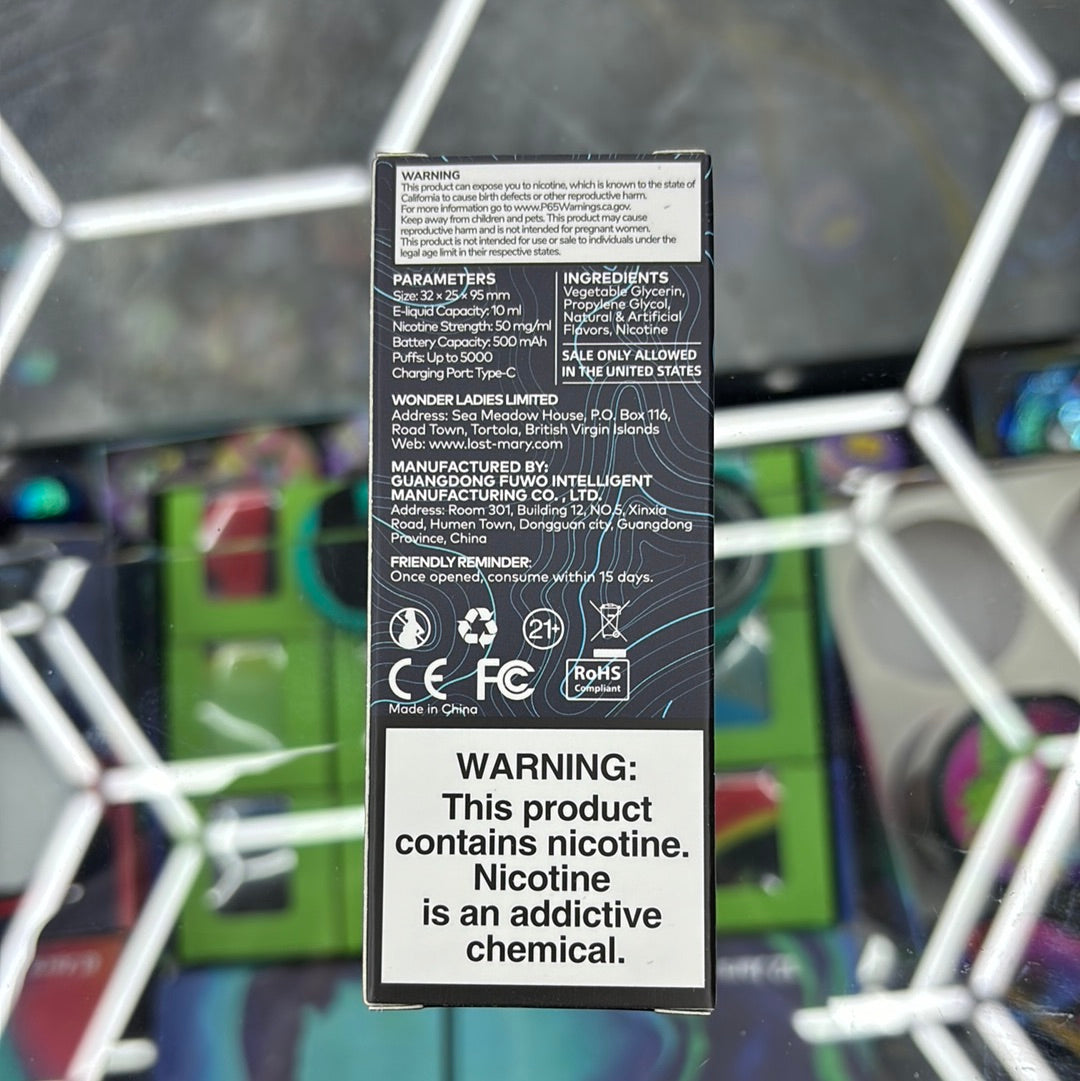 WARNING
This product can expose you to nicotine, which is known to the state of
California to cause birth defects or other reproductive harm.
For more information go to www.P65Warnings.ca.gov.
Keep away from children and pets. This product may cause
reproductive harm and is not intended for pregnant women.
This product is not intended for use or sale to individuals under the
legal age limit in their respective states.
PARAMETERS
Size: 32 × 25 × 95 mm
E-liquid Capacity: 10 ml
Nicotine Strength: 50 mg/ml
Battery Capacity: 500 mAh
Puffs: Up to 5000
Charging Port: Type-C
INGREDIENTS
Vegetable Glycerin,
Propylene Glycol,
Natural & Artificial
Flavors, Nicotine
SALE ONLY ALLOWED
IN THE UNITED STATES
WONDER LADIES LIMITED
Address: Sea Meadow House, P.O. Box 116,
Road Town, Tortola, British Virgin Islands
Web: www.lost-mary.com
MANUFACTURED BY:
GUANGDONG FUWO INTELLIGENT
MANUFACTURING CO. , LTD.
Address: Room 301, Building 12, NO.5, Xinxia
Road, Humen Town, Dongguan city, Guangdong
Province, China
FRIENDLY REMINDER:
Once opened, consume within 15 days.
21+
CE FC RoHS
Compliant
Made in China
WARNING:
This product
contains nicotine.
Nicotine
is an addictive
chemical.